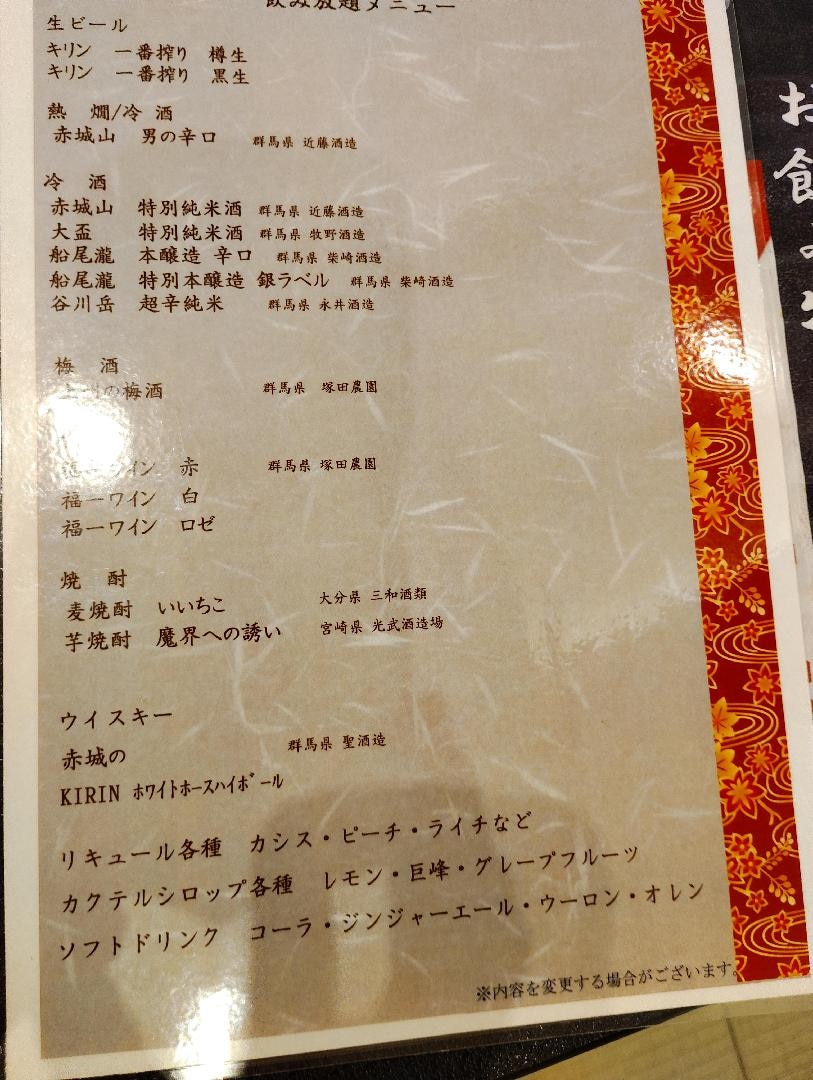 飲み放題メニュー
生ビール
キリン 一番搾り 樽生
キリン 一番搾り 黒生
熱 燗/冷 酒
赤城山 男の辛口 群馬県 近藤酒造
冷 酒
赤城山 特別純米酒 群馬県 近藤酒造
大盃 特別純米酒 群馬県 牧野酒造
船尾瀧 本醸造 辛口 群馬県 柴崎酒造
船尾瀧 特別本醸造 銀ラベル 群馬県 柴崎酒造
谷川岳 超辛純米 群馬県 永井酒造
梅 酒
の梅酒 群馬県 塚田農園
福一ワイン 赤 群馬県 塚田農園
福一ワイン 白
福一ワイン ロゼ
焼 酎
麦焼酎 いいちこ 大分県 三和酒類
芋焼酎 魔界への誘い 宮崎県 光武酒造場
ウイスキー
赤城の 群馬県 聖酒造
KIRIN ホワイトホースハイボール
リキュール各種 カシス・ピーチ・ライチなど
カクテルシロップ各種 レモン・巨峰・グレープフルーツ
ソフトドリンク コーラ・ジンジャーエール・ウーロン・オレン
※内容を変更する場合がございます。
お飲み